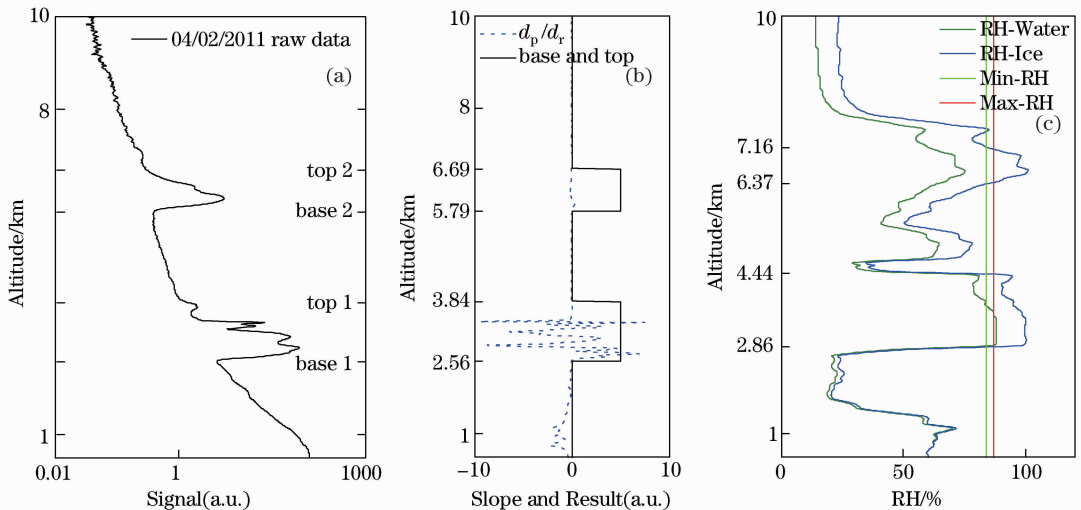 10
8
1
0.01
1
1000
Altitude/km
Signal(a.u.)
04/02/2011 raw data
(a)
top 2
base 2
top 1
base 1
10
8
6.69
5.79
3.84
2.56
1
-10
0
10
Altitude/km
Slope and Result(a.u.)
dp/dr
base and top
(b)
10
7.16
6.37
4.44
2.86
1
0
50
100
Altitude/km
RH/%
RH-Water
RH-Ice
Min-RH
Max-RH
(c)